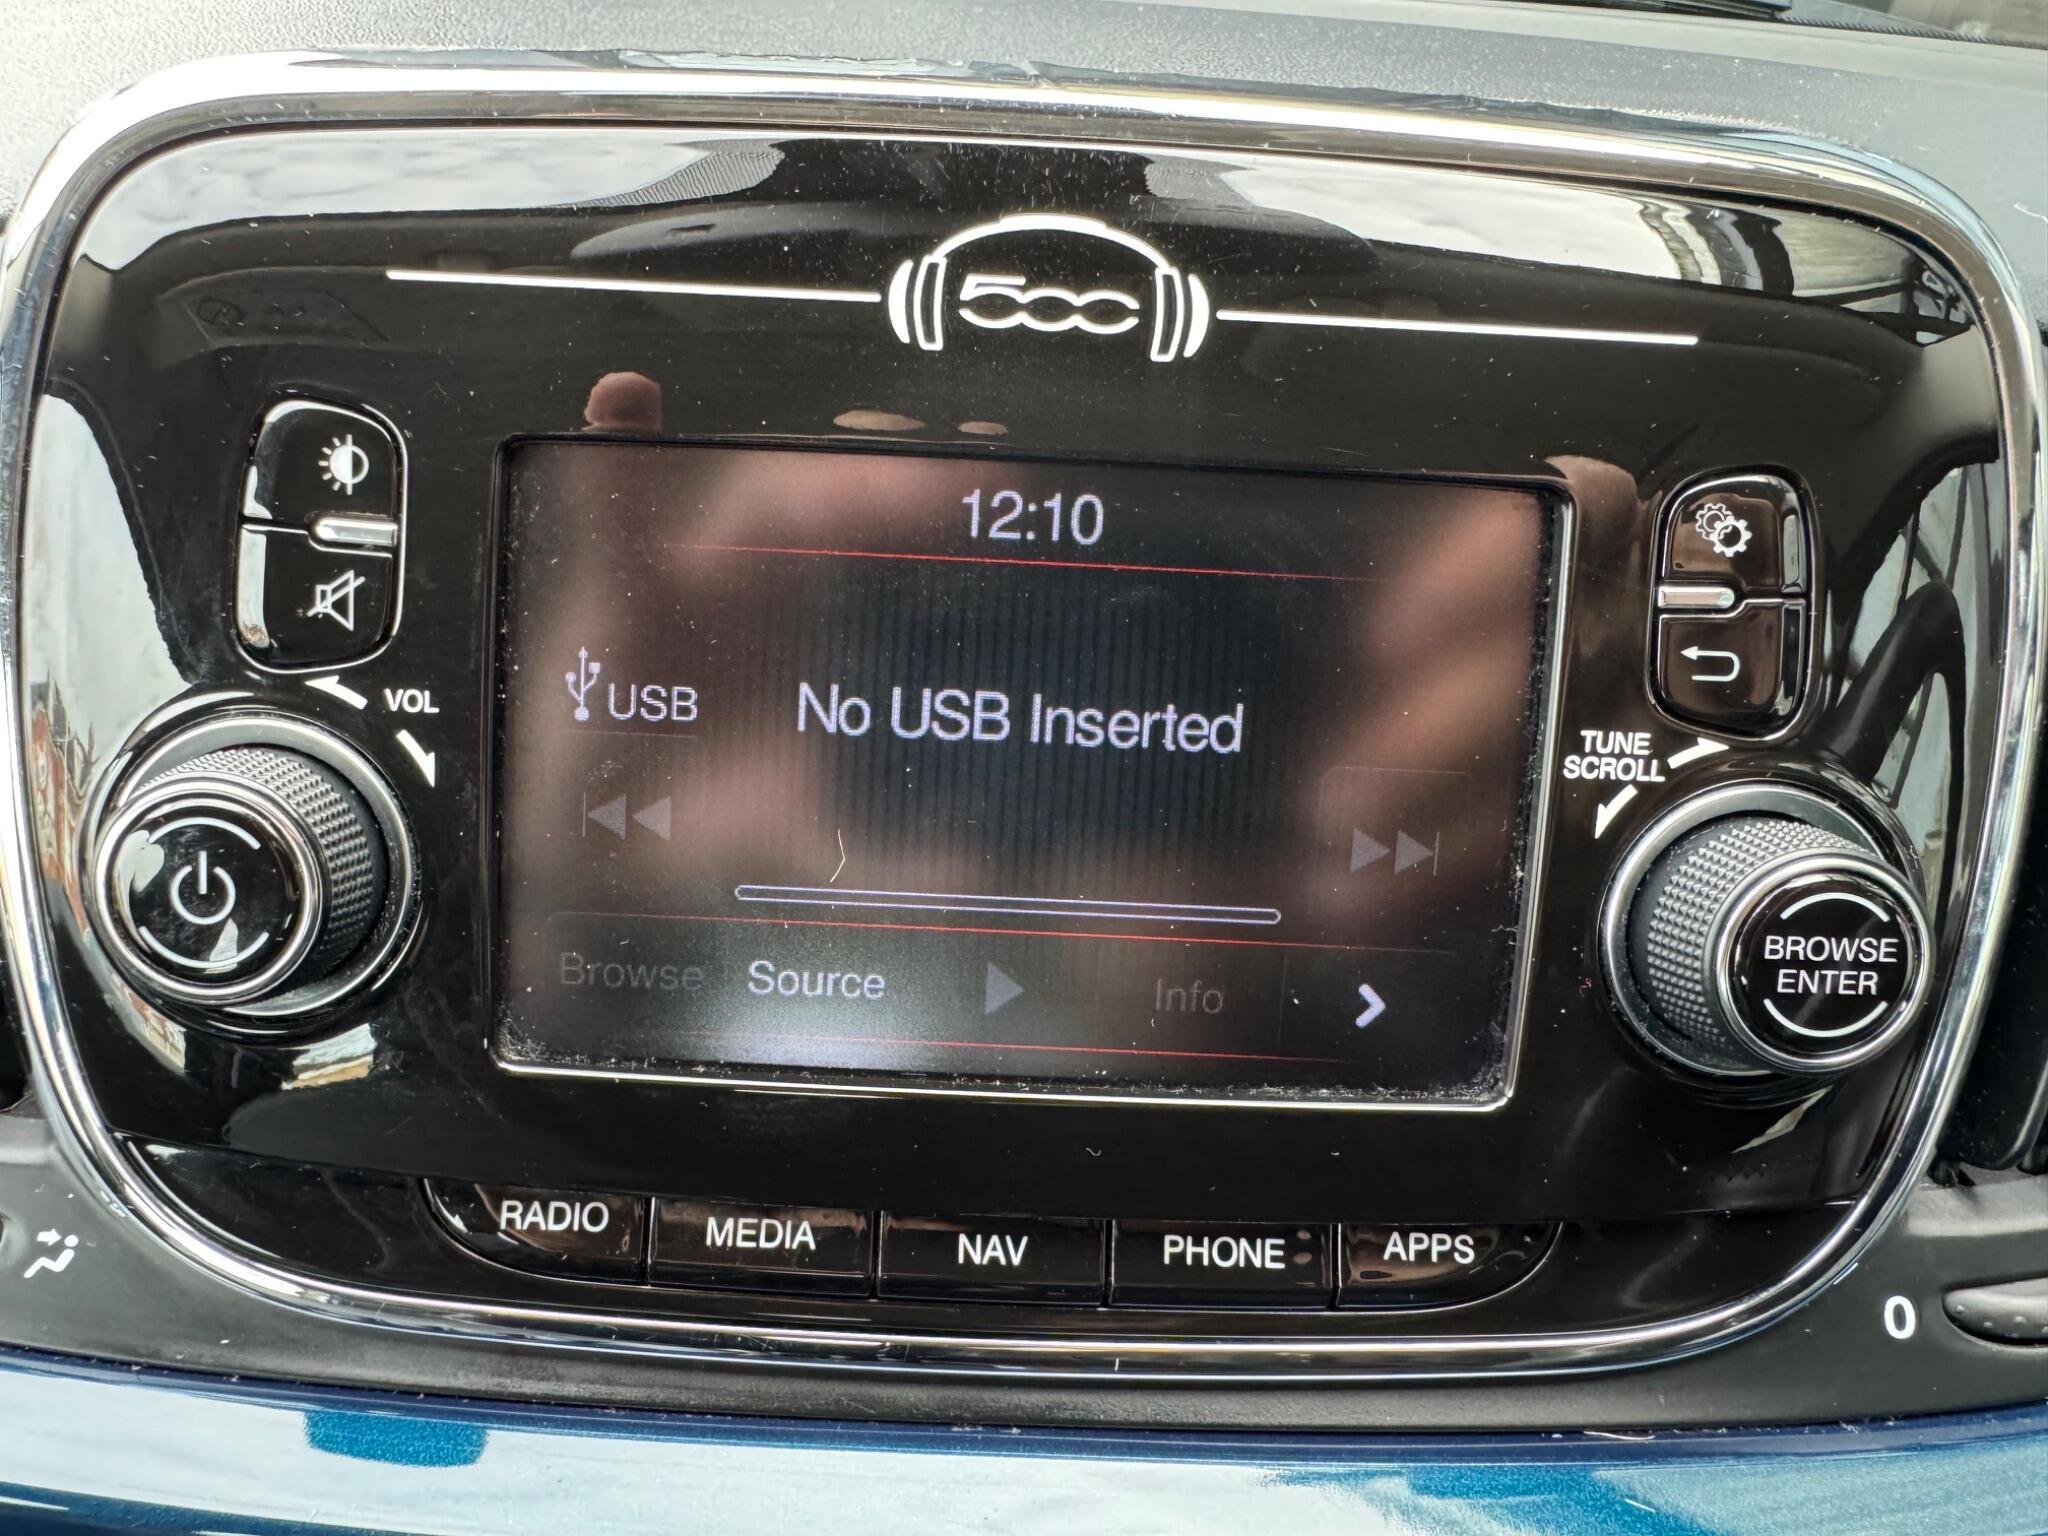 500
12:10
VOL
USB
No USB Inserted
TUNE
SCROLL
Browse
Source
Info
BROWSE
ENTER
RADIO
MEDIA
NAV
PHONE
APPS
0